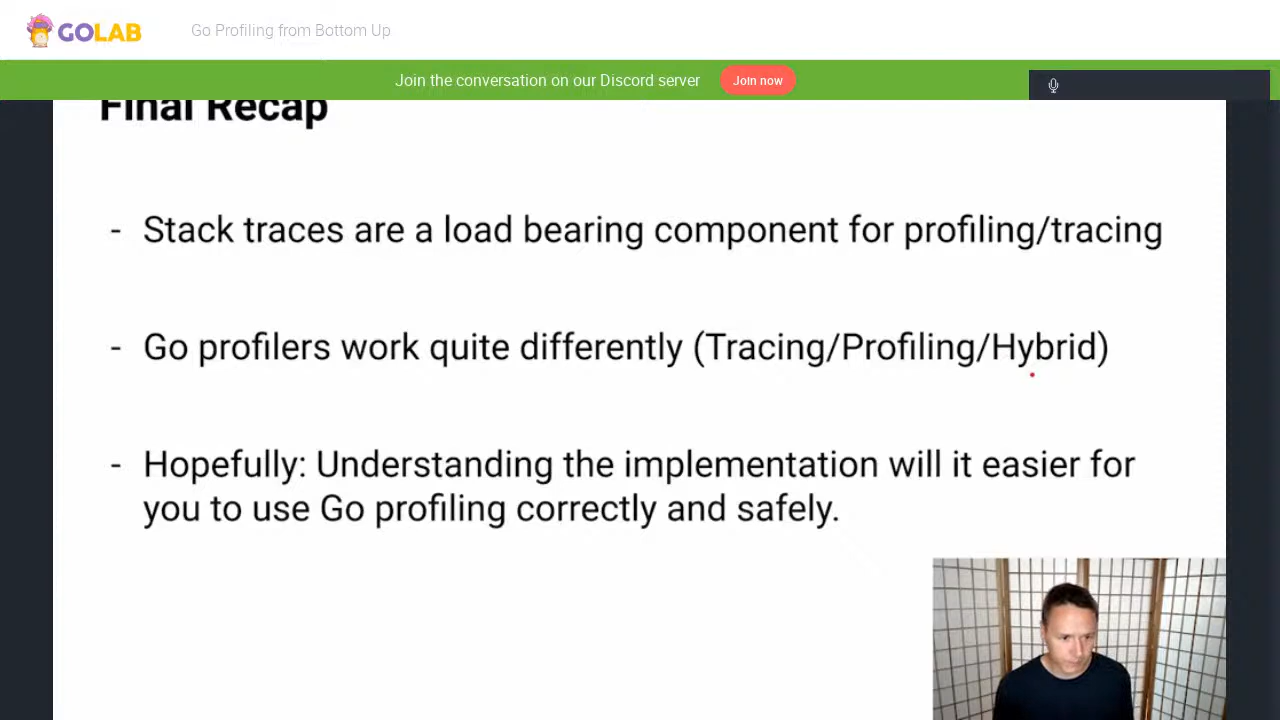 GOLAB
Go Profiling from Bottom Up
Join the conversation on our Discord server
Join now
Final Recap
- Stack traces are a load bearing component for profiling/tracing
- Go profilers work quite differently (Tracing/Profiling/Hybrid)
- Hopefully: Understanding the implementation will it easier for
you to use Go profiling correctly and safely.